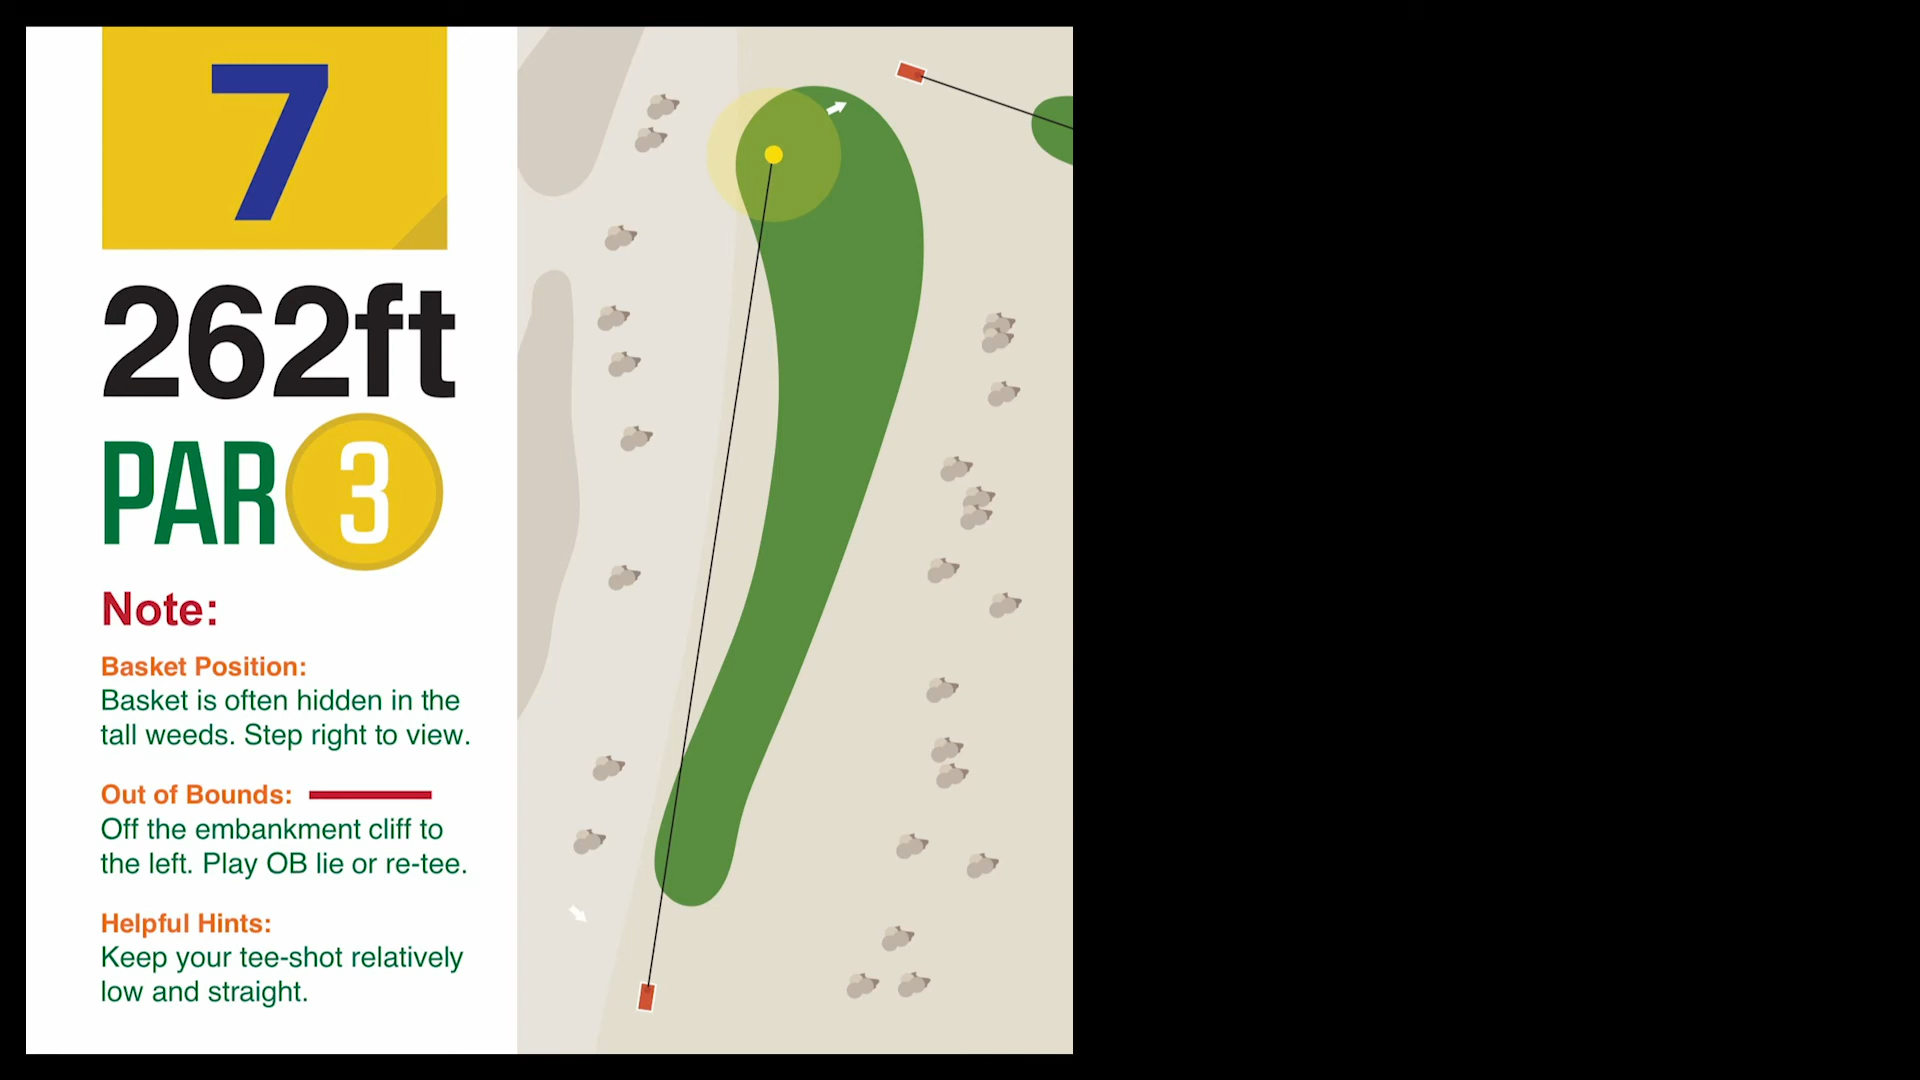 7
262ft
PAR 3
Note:
Basket Position:
Basket is often hidden in the
tall weeds. Step right to view.
Out of Bounds:
Off the embankment cliff to
the left. Play OB lie or re-tee.
Helpful Hints:
Keep your tee-shot relatively
low and straight.